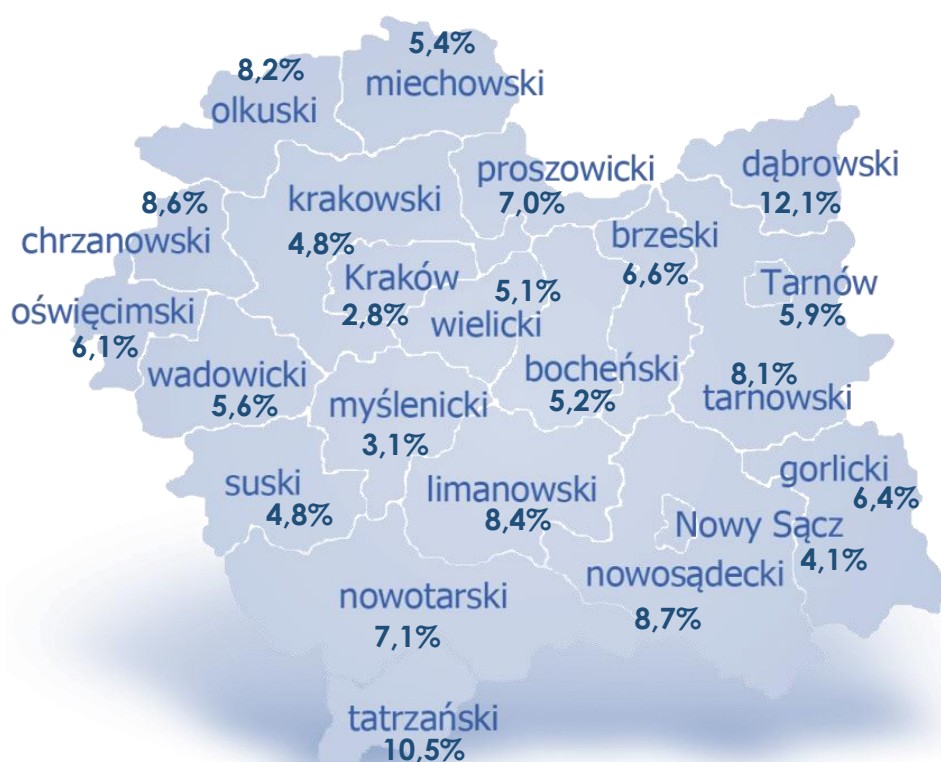 5,4%
miechowski
8,2%
olkuski
proszowicki
7,0%
dąbrowski
12,1%
8,6%
chrzanowski
krakowski
4,8%
brzeski
6,6%
Kraków
2,8%
5,1%
wielicki
Tarnów
5,9%
oświęcimski
6,1%
wadowicki
5,6%
bocheński
5,2%
8,1%
tarnowski
myślenicki
3,1%
gorlicki
6,4%
suski
4,8%
limanowski
8,4%
Nowy Sącz
4,1%
nowosądecki
8,7%
nowotarski
7,1%
tatrzański
10,5%